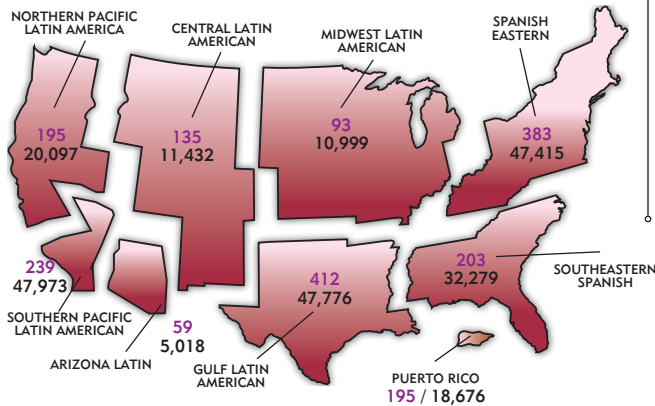 NORTHERN PACIFIC
LATIN AMERICA
195
20,097
CENTRAL LATIN
AMERICAN
135
11,432
MIDWEST LATIN
AMERICAN
93
10,999
SPANISH
EASTERN
383
47,415
239
47,973
SOUTHERN PACIFIC
LATIN AMERICAN
ARIZONA LATIN
59
5,018
412
47,776
GULF LATIN
AMERICAN
203
32,279
SOUTHEASTERN
SPANISH
PUERTO RICO
195 / 18,676